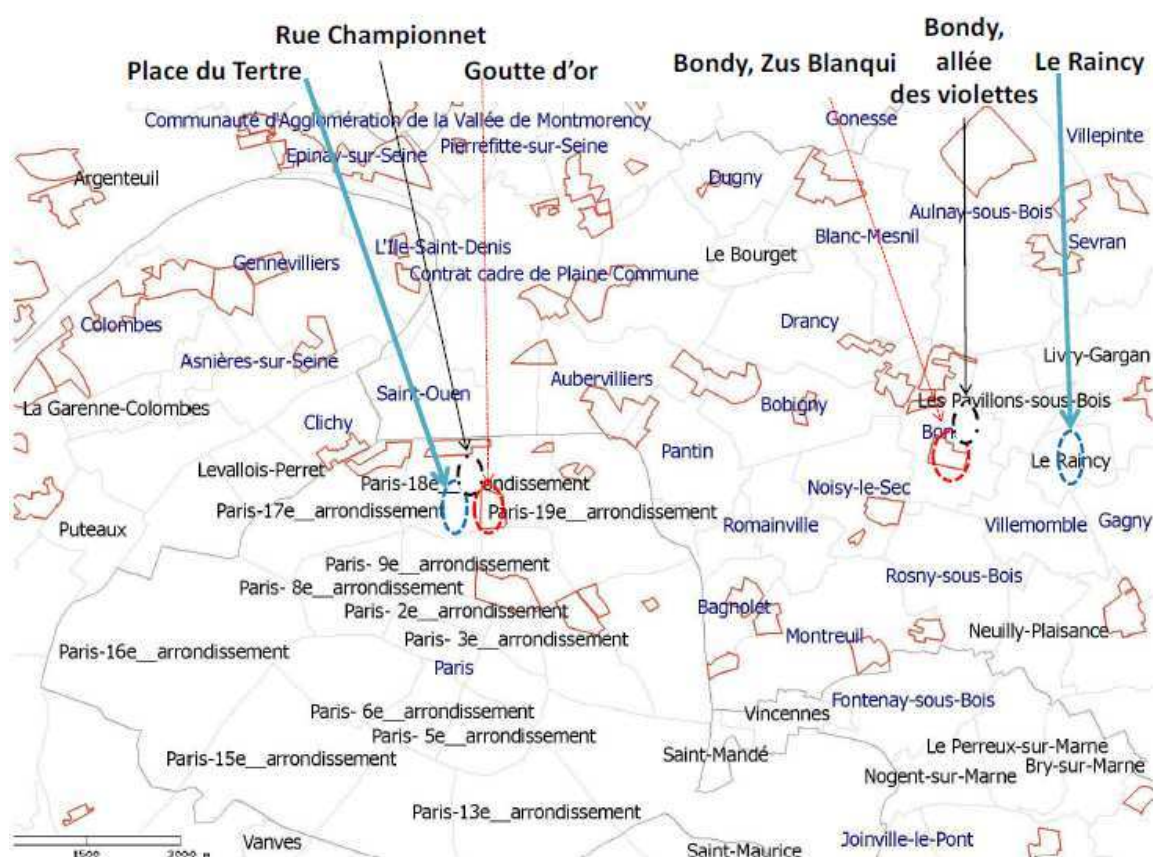 Rue Championnet
Bondy,
allée
des violettes
Place du Tertre
Goutte d’or
Bondy, Zus Blanqui
Le Raincy
Communauté d'Agglomération de la Vallée de Montmorency
Gonesse
Villepinte
Epinay-sur-Seine
Pierrefitte-sur-Seine
Argenteuil
Dugny
Aulnay-sous-Bois
L'Ile-Saint-Denis
Le Bourget
Blanc-Mesnil
Sevran
Gennevilliers
Contrat cadre de Plaine Commune
Colombes
Drancy
Asnières-sur-Seine
Livry-Gargan
Saint-Ouen
Aubervilliers
La Garenne-Colombes
Bobigny
Les Pavillons-sous-Bois
Clichy
Pantin
Bon
Levallois-Perret
Paris-18e
ondissement
Le Raincy
Noisy-le-Sec
Puteaux
Paris-17e__arrondissement
Paris-19e__arrondissement
Romainville
Villemomble
Gagny
Paris- 9e__arrondissement
Paris- 8e__arrondissement
Rosny-sous-Bois
Paris- 2e__arrondissement
Bagnolet
Paris- 3e__arrondissement
Montreuil
Neuilly-Plaisance
Paris-16e__arrondissement
Paris
Fontenay-sous-Bois
Paris- 6e__arrondissement
Vincennes
Paris- 5e__arrondissement
Paris-15e__arrondissement
Saint-Mandé
Le Perreux-sur-Marne
Bry-sur-Marne
Nogent-sur-Marne
Paris-13e__arrondissement
Vanves
Saint-Maurice
Joinville-le-Pont